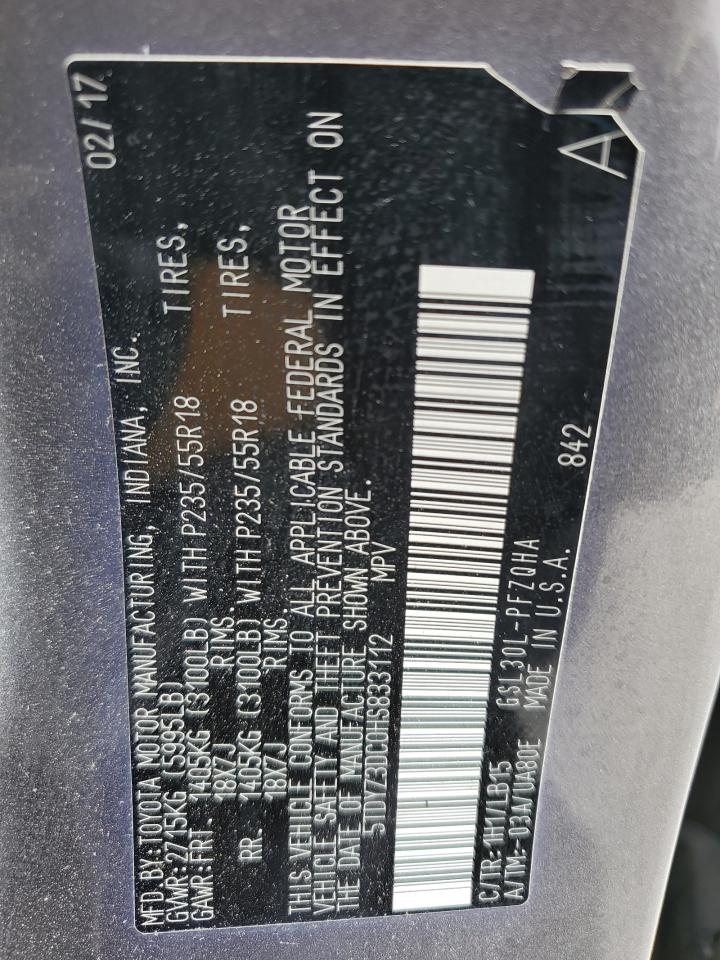 MFD.BY:TOYOTA MOTOR MANUFACTURING, INDIANA, INC. 02/17
GVWR:2715KG (5995LB)
GAWR:FRT. 1405KG (3100LB) WITH P235/55R18 TIRES,
18X7J RIMS.
RR. 1405KG (3100LB) WITH P235/55R18 TIRES,
18X7J RIMS.
THIS VEHICLE CONFORMS TO ALL APPLICABLE FEDERAL MOTOR
VEHICLE SAFETY AND THEFT PREVENTION STANDARDS IN EFFECT ON
THE DATE OF MANUFACTURE SHOWN ABOVE.
5TDYZ3DC0HS833112 MPV
C/TR: 1H1/LB15 GSL30L-PFZQHA
A/TM:-03A/UA80E MADE IN U.S.A. 842
A